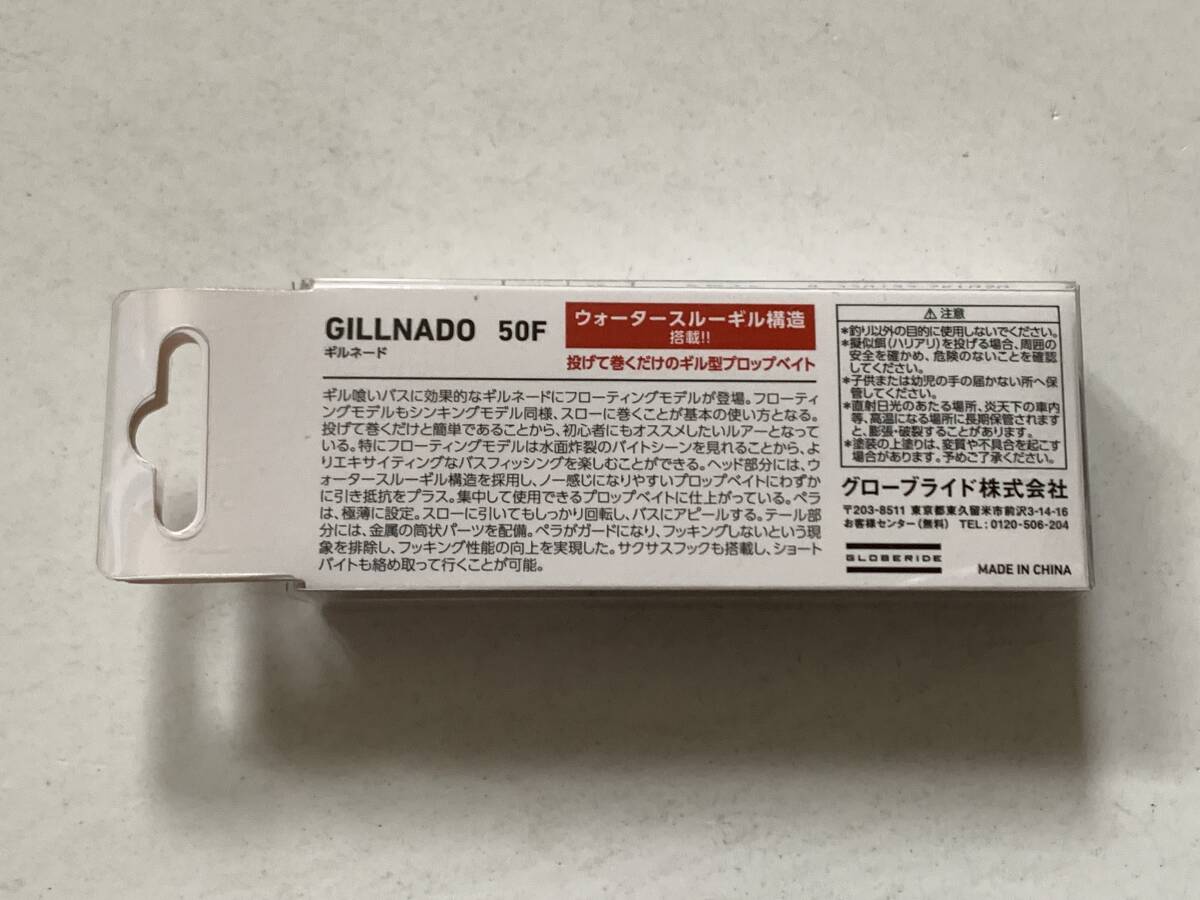 GILLNADO 50F
ギルネード
ウォータースルーギル構造
搭載!!
投げて巻くだけのギル型プロップベイト
ギル喰いバスに効果的なギルネードにフローティングモデルが登場。フローティ
ングモデルもシンキングモデル同様、スローに巻くことが基本の使い方となる。
投げて巻くだけと簡単であることから、初心者にもオススメしたいルアーとなって
いる。特にフローティングモデルは水面炸裂のバイトシーンを見れることから、よ
りエキサイティングなバスフィッシングを楽しむことができる。ヘッド部分には、ウ
ォータースルーギル構造を採用し、ノー感じになりやすいプロップベイトにわずか
に引き抵抗をプラス。集中して使用できるプロップベイトに仕上がっている。ペラ
は、極薄に設定。スローに引いてもしっかり回転し、バスにアピールする。テール部
分には、金属の筒状パーツを配備。ペラがガードになり、フッキングしないという現
象を排除し、フッキング性能の向上を実現した。サクサスフックも搭載し、ショート
バイトも絡め取って行くことが可能。
⚠注意
*釣り以外の目的に使用しないでください。
*擬似餌(ハリアリ)を投げる場合、周囲の
安全を確かめ、危険のないことを確認
してください。
*子供または幼児の手の届かない所へ保
管してください。
*直射日光のあたる場所、炎天下の車内
等、高温になる場所に長期保管されます
と、膨張・破裂することがあります。
*塗装の上塗りは、変質や不具合を起こす
場合があります。予めご了承ください。
グローブライド株式会社
〒203-8511 東京都東久留米市前沢3-14-16
お客様センター(無料) TEL:0120-506-204
GLOBERIDE
MADE IN CHINA